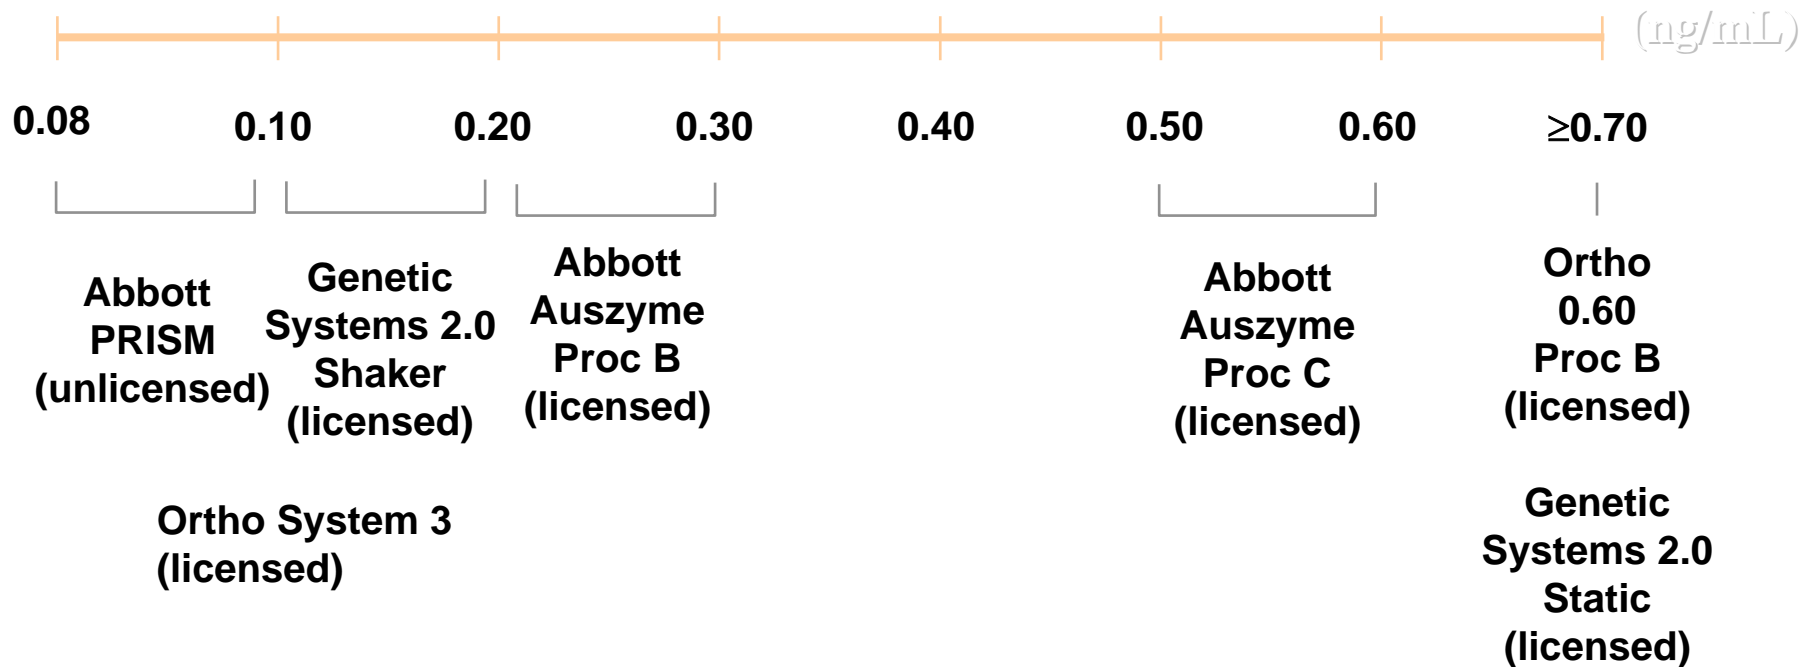 (ng/mL)
0.08
0.10
0.20
0.30
0.40
0.50
0.60
≥0.70
Abbott
PRISM
(unlicensed)
Genetic
Systems 2.0
Shaker
(licensed)
Abbott
Auszyme
Proc B
(licensed)
Abbott
Auszyme
Proc C
(licensed)
Ortho
0.60
Proc B
(licensed)
Ortho System 3
(licensed)
Genetic
Systems 2.0
Static
(licensed)